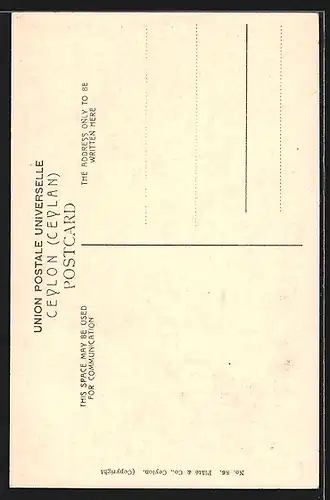 UNION POSTALE UNIVERSELLE
CEYLON (CEYLAN)
POSTCARD
THIS SPACE MAY BE USED
FOR COMMUNICATION
THE ADDRESS ONLY TO BE
WRITTEN HERE
No. 86. Plâté & Co., Ceylon. (Copyright)